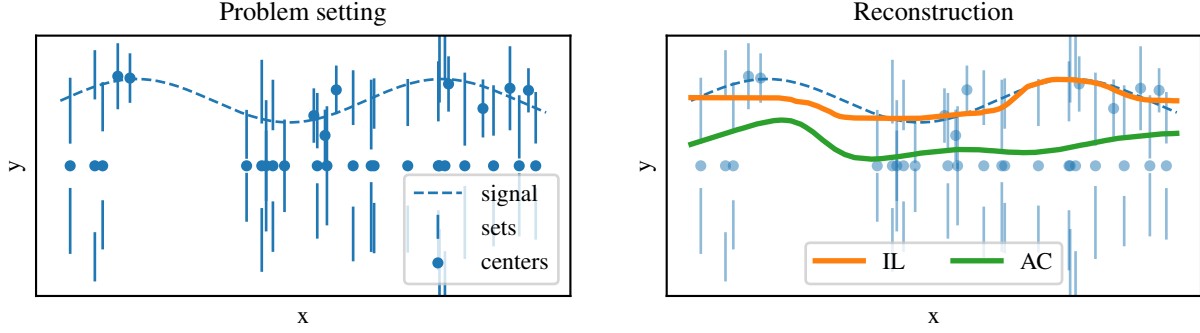 Problem setting
y
signal
sets
centers
x
Reconstruction
y
IL
AC
x